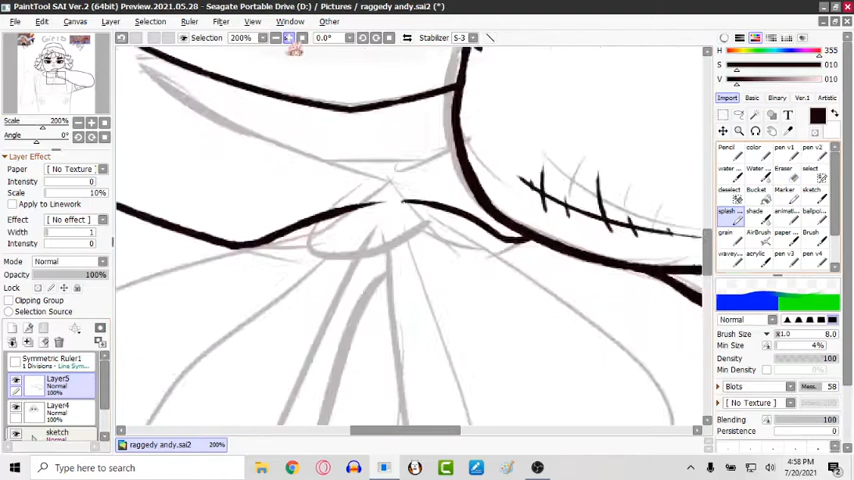 PaintTool SAI Ver.2 (64bit) Preview.2021.05.28 - Seagate Portable Drive (D:) / Pictures / raggedy andy.sai2 (*)
File Edit Canvas Layer Selection Ruler Filter View Window Other
Selection 200% 0.0° Stabilizer S-3
Scale 200%
Angle 0°
Layer Effect
Paper [ No Texture ]
Intensity 0
Scale 10%
Apply to Linework
Effect [ No effect ]
Width 1
Intensity 0
Mode Normal
Opacity 100%
Lock
Clipping Group
Selection Source
Symmetric Ruler1
1 Divisions - Line Sym...
Layer5
Normal
100%
Layer4
Normal
100%
sketch
raggedy andy.sai2 200%
H 355
S 010
V 010
Import Basic Binary Ver.1 Artistic
Pencil color pen v1 pen v2
water ... Water ... Eraser select
deselect Bucket Marker sketch
splash ... shade animati... ballpoi...
grain AirBrush paper ... Brush
wavey... acrylic pen v3 pen v4
Normal
Brush Size x1.0 8.0
Min Size 4%
Density 100
Min Density
Blots Mess. 58
[ No Texture ]
Blending 100
Persistence 0
Type here to search
4:58 PM
7/20/2021
2